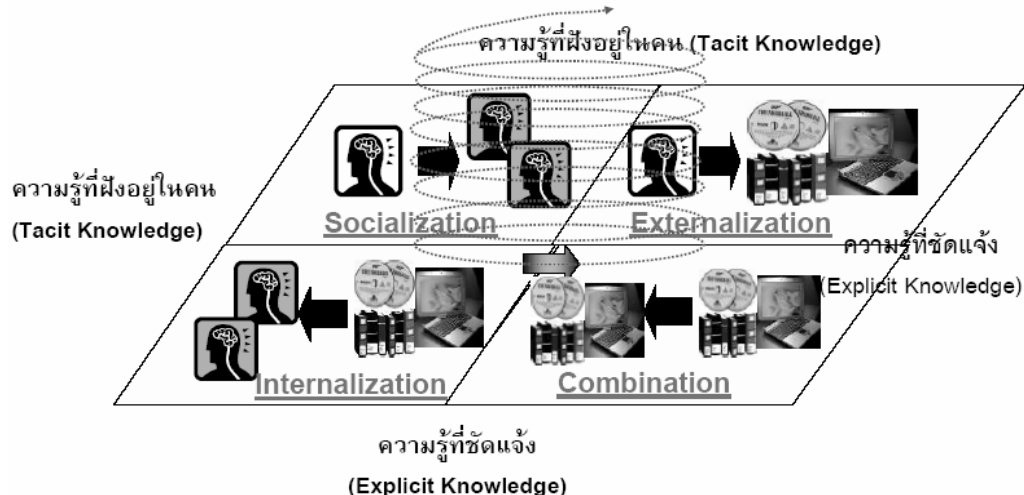 ความรู้ที่ฝังอยู่ในคน (Tacit Knowledge)
ความรู้ที่ฝังอยู่ในคน
(Tacit Knowledge)
Socialization
Externalization
ความรู้ที่ชัดแจ้ง
(Explicit Knowledge)
Internalization
Combination
ความรู้ที่ชัดแจ้ง
(Explicit Knowledge)